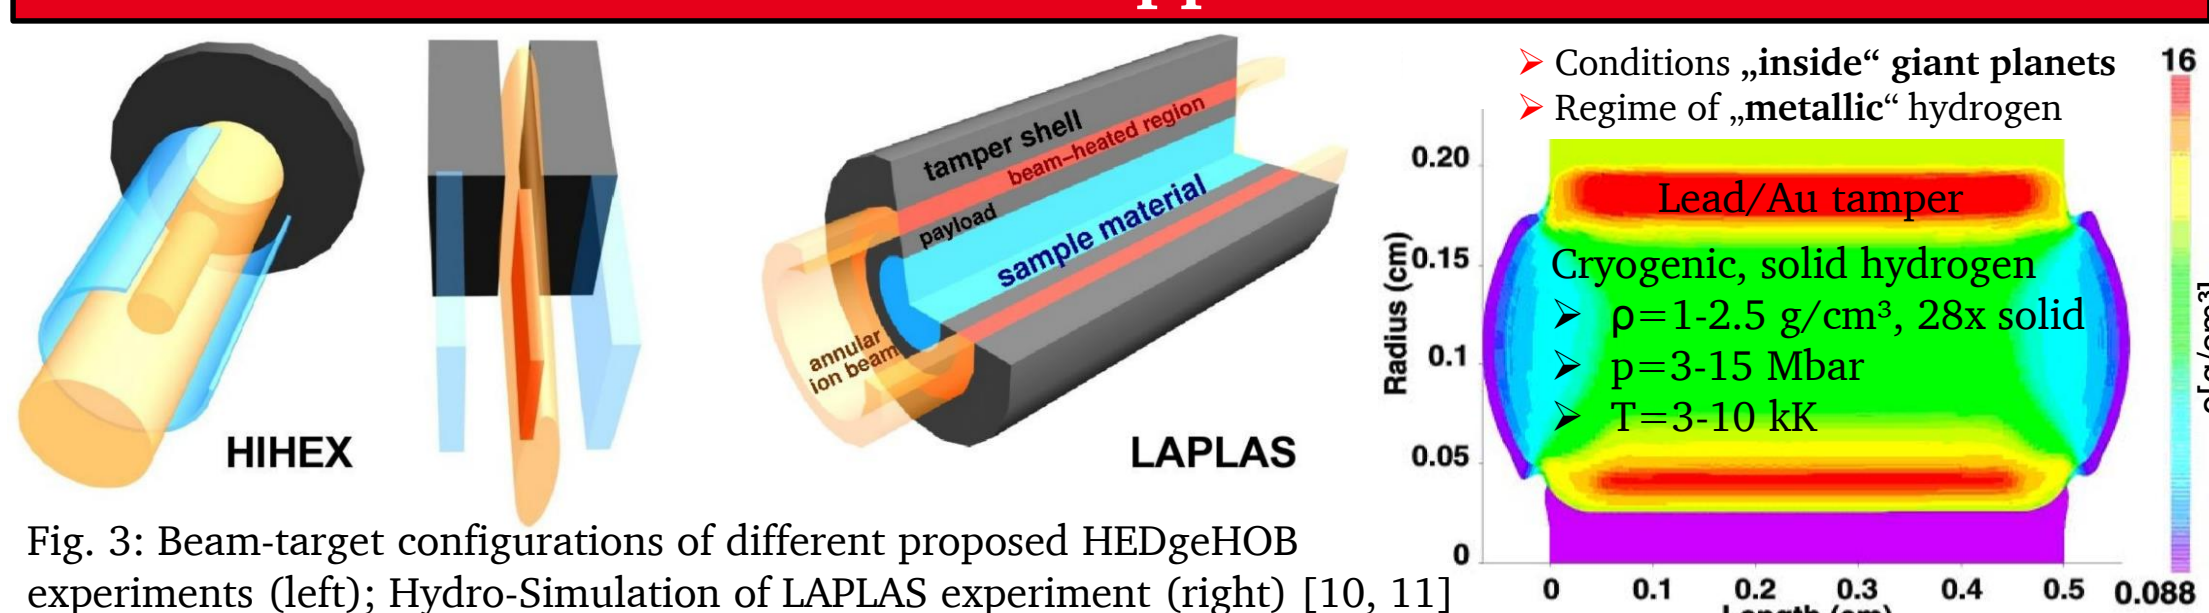 HIHEX
tamper shell
beam-heated region
payload
sample material
annular
ion beam
LAPLAS
➢ Conditions „inside“ giant planets
➢ Regime of „metallic“ hydrogen
Lead/Au tamper
Cryogenic, solid hydrogen
➢ ρ=1-2.5 g/cm³, 28x solid
➢ p=3-15 Mbar
➢ T=3-10 kK
Radius (cm)
0.20
0.15
0.1
0.05
0
0 0.1 0.2 0.3 0.4 0.5
Length (cm)
16
0.088
Fig. 3: Beam-target configurations of different proposed HEDgeHOB
experiments (left); Hydro-Simulation of LAPLAS experiment (right) [10, 11]